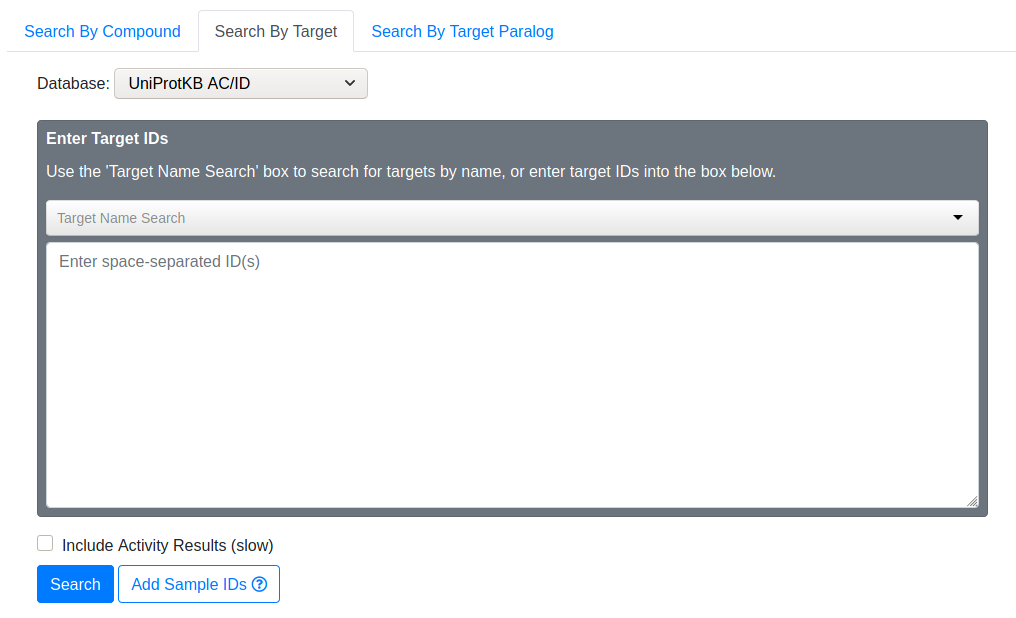 Search By Compound Search By Target Search By Target Paralog
Database: UniProtKB AC/ID
Enter Target IDs
Use the 'Target Name Search' box to search for targets by name, or enter target IDs into the box below.
Target Name Search
Enter space-separated ID(s)
Include Activity Results (slow)
Search Add Sample IDs